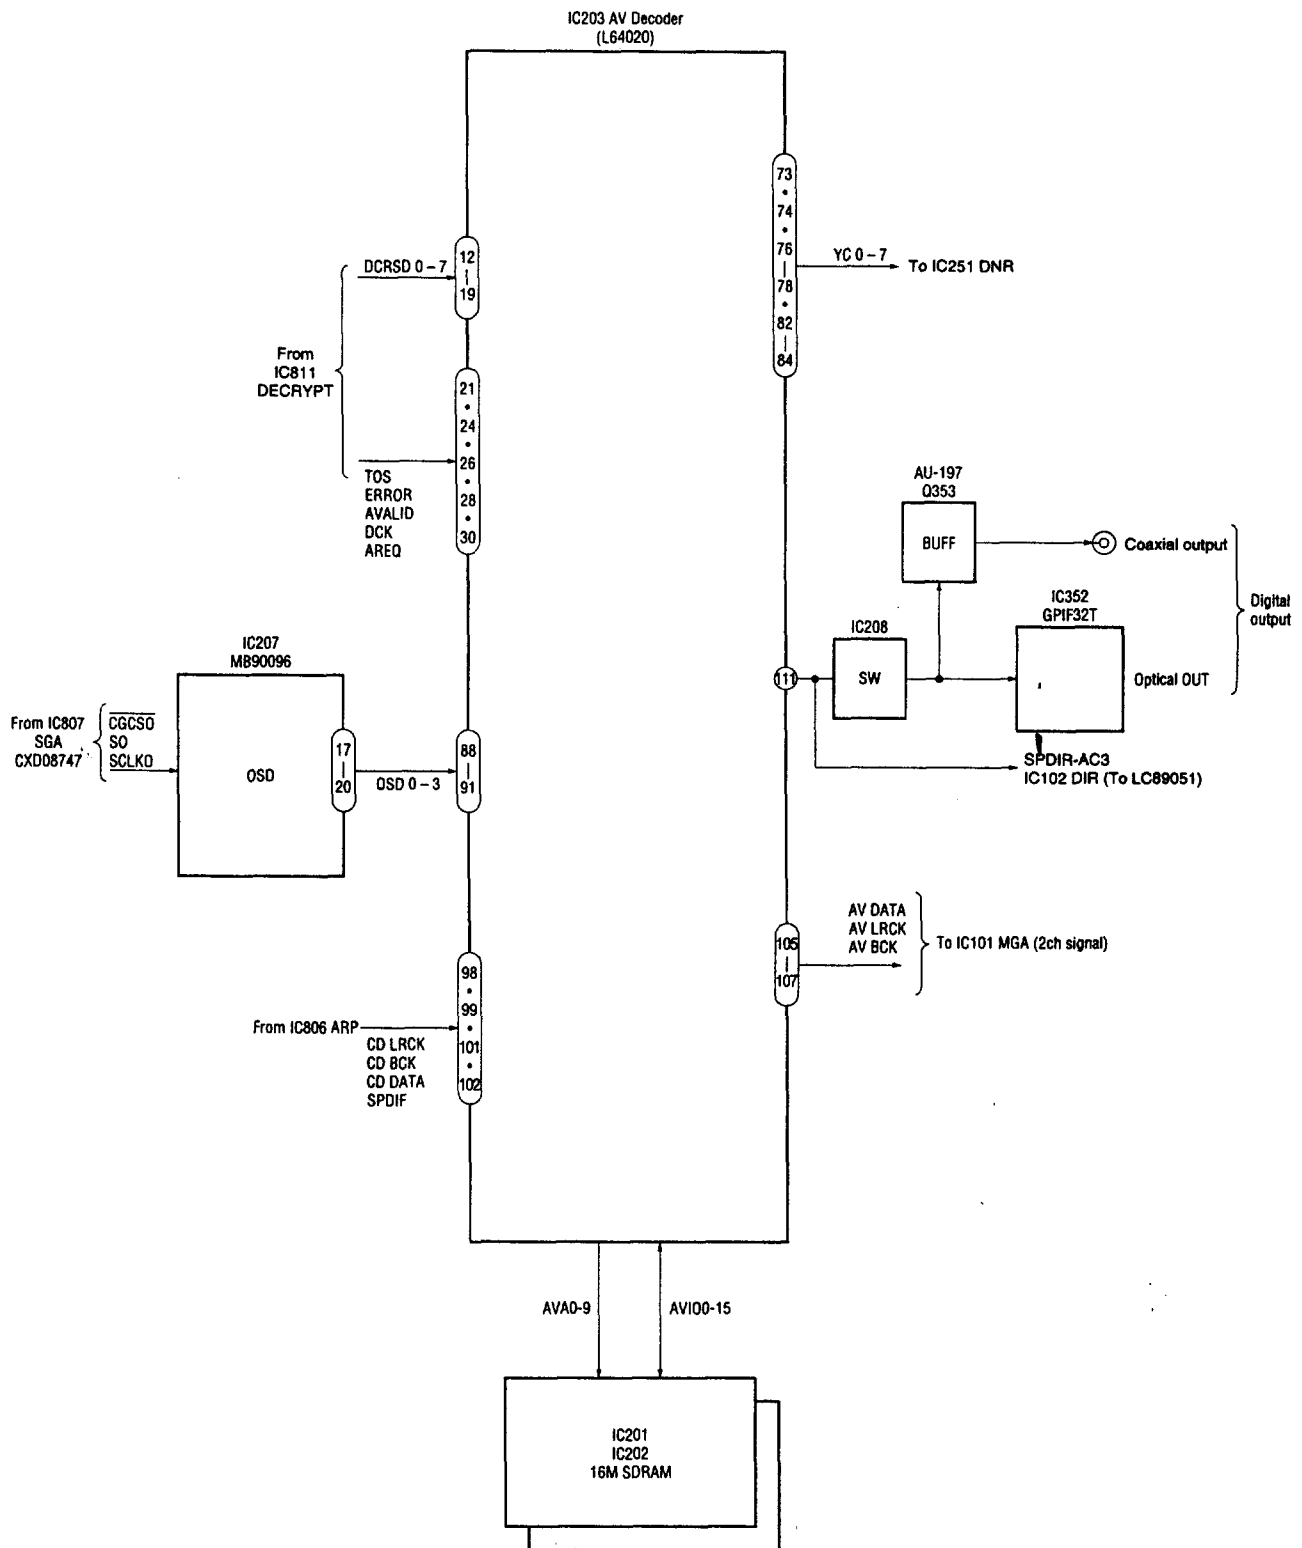 IC203 AV Decoder
(L64020)
73
74
76
78
82
84
YC 0 – 7
To IC251 DNR
DCRSD 0 – 7
12
19
From
IC811
DECRYPT
21
24
26
28
30
TOS
ERROR
AVALID
DCK
AREQ
AU-197
Q353
BUFF
Coaxial output
IC352
GPIF32T
Digital
output
IC208
SW
111
Optical OUT
SPDIR-AC3
IC102 DIR (To LC89051)
IC207
MB90096
From IC807
SGA
CXD08747
CGCSO
SO
SCLKO
OSD
17
20
OSD 0 – 3
88
91
AV DATA
AV LRCK
AV BCK
105
107
To IC101 MGA (2ch signal)
98
99
101
102
From IC806 ARP
CD LRCK
CD BCK
CD DATA
SPDIF
AVA0-9
AVIO0-15
IC201
IC202
16M SDRAM